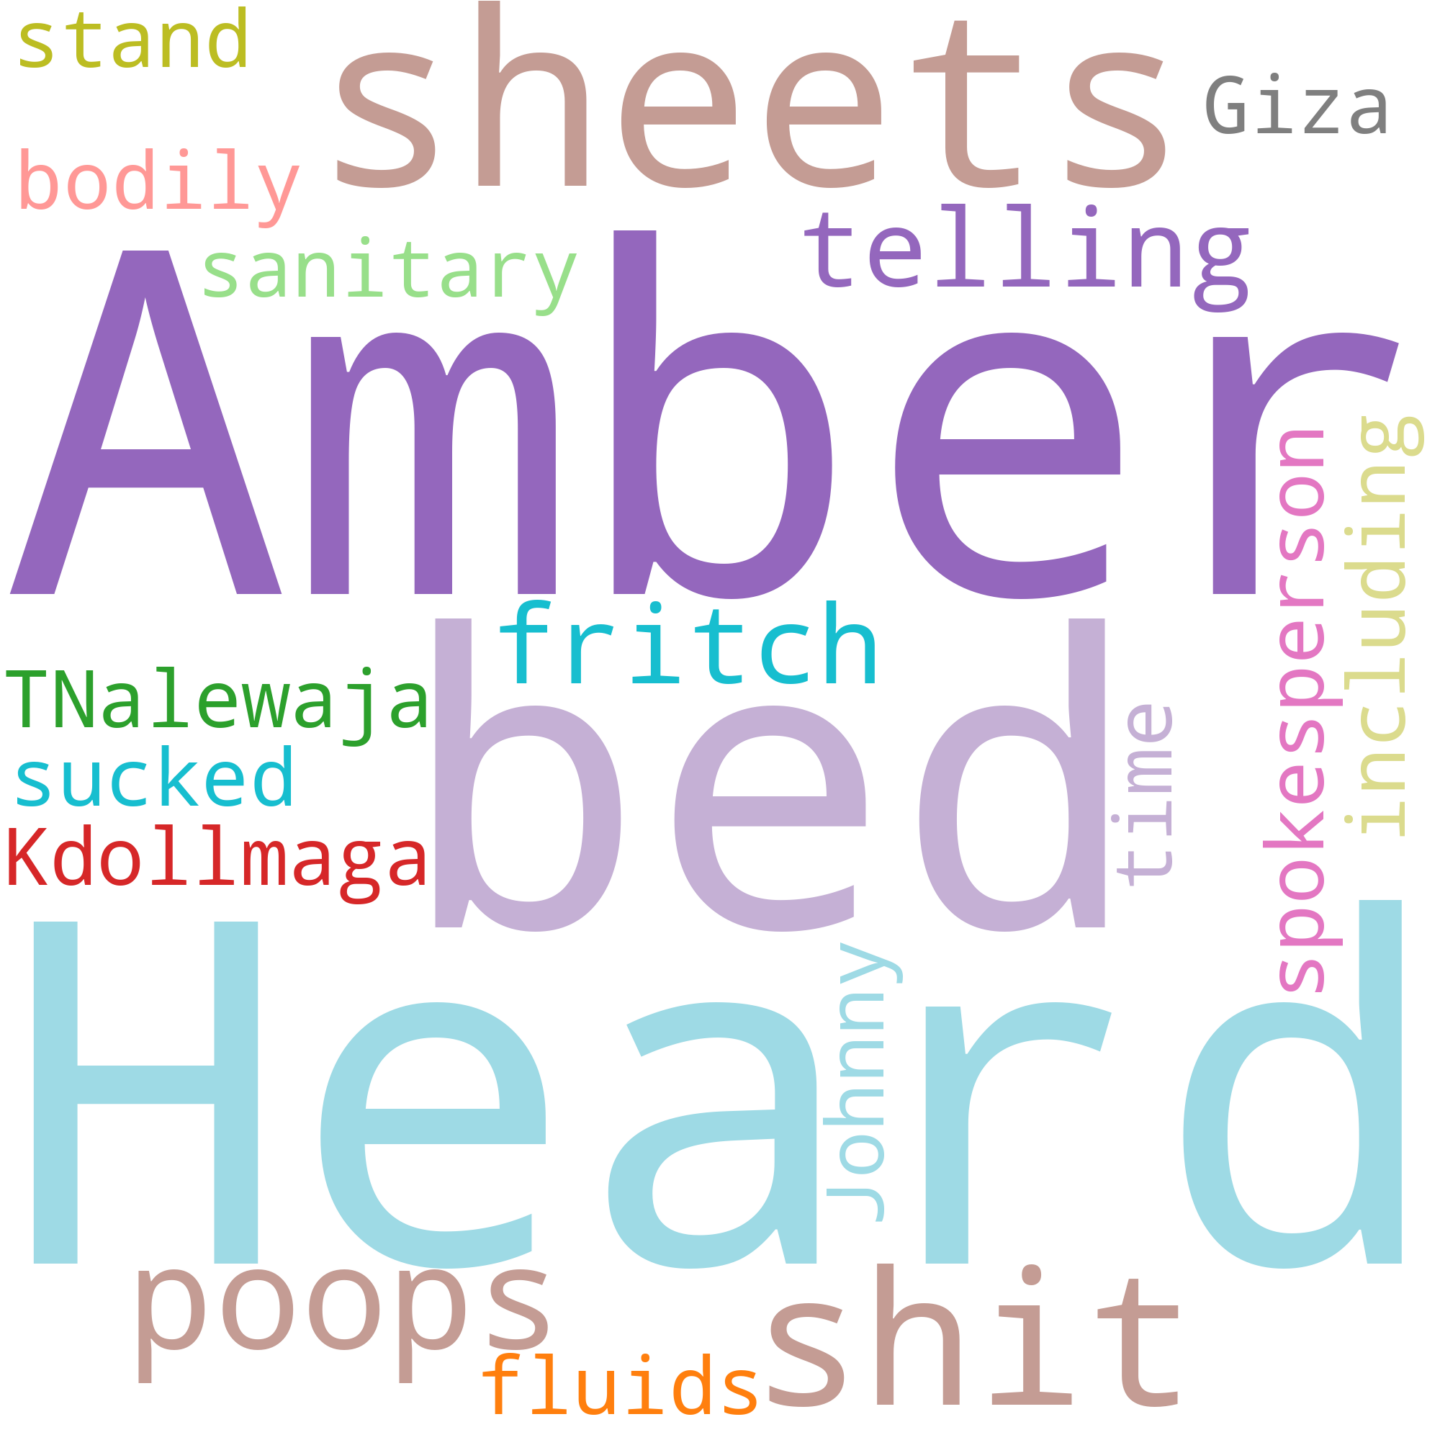 stand
sheets
Giza
bodily
sanitary
telling
Amber
spokesperson
including
fritch
TNalewaja
bed
time
sucked
Kdollmaga
Heard
Johnny
poops
shit
fluids